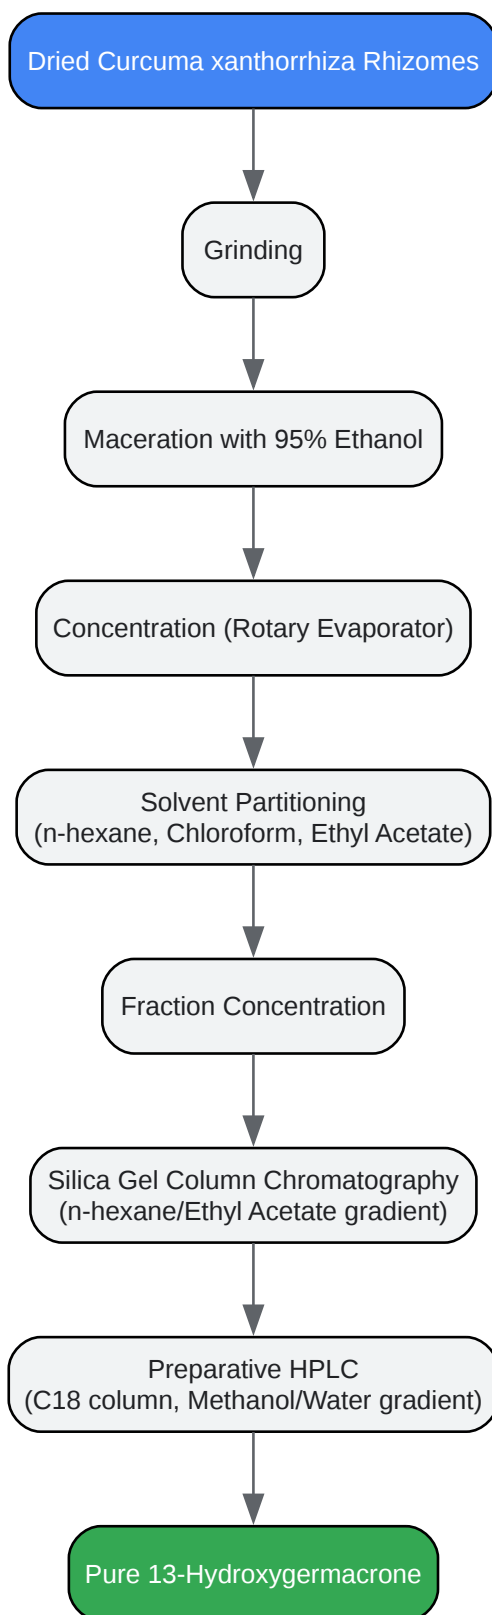 Dried Curcuma xanthorrhiza Rhizomes
Grinding
Maceration with 95% Ethanol
Concentration (Rotary Evaporator)
Solvent Partitioning
(n-hexane, Chloroform, Ethyl Acetate)
Fraction Concentration
Silica Gel Column Chromatography
(n-hexane/Ethyl Acetate gradient)
Preparative HPLC
(C18 column, Methanol/Water gradient)
Pure 13-Hydroxygermacrone